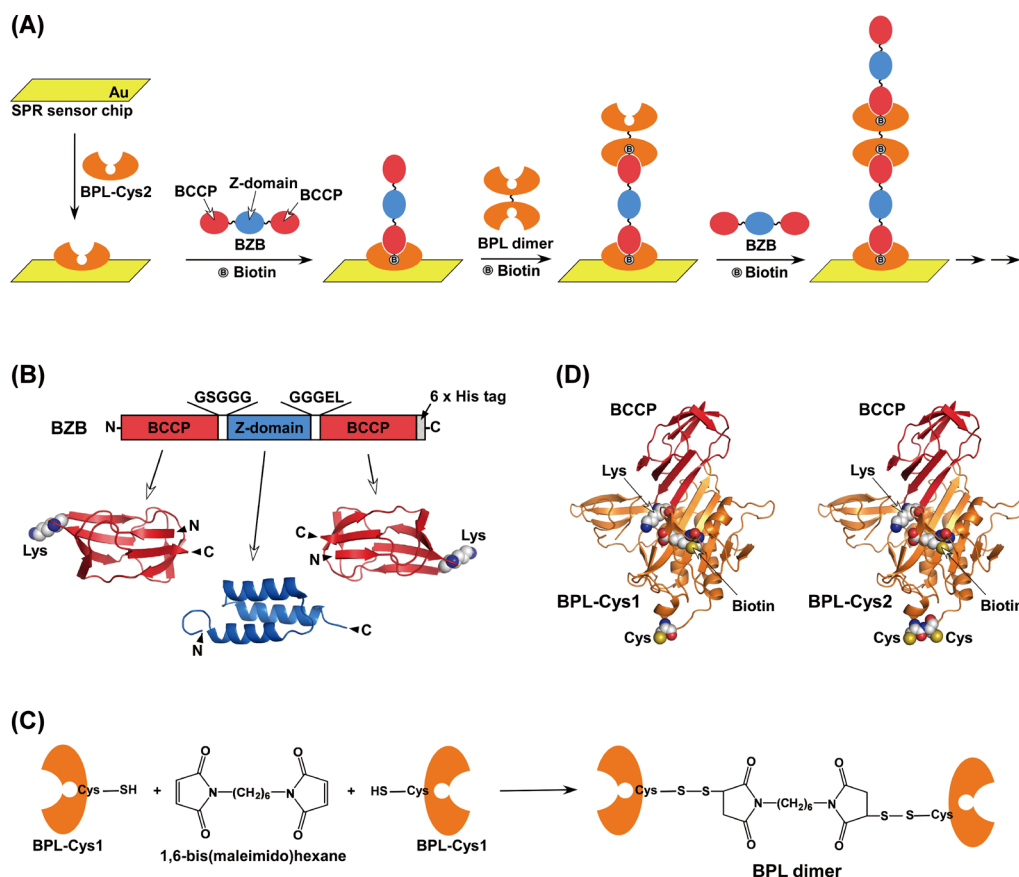 (A)
Au
SPR sensor chip
BPL-Cys2
BCCP
Z-domain
BCCP
BZB
Ⓑ Biotin
B
BPL dimer
Ⓑ Biotin
B
B
BZB
Ⓑ Biotin
B
B
B
(B)
GSGGG
GGGEL
6 x His tag
BZB
N
BCCP
Z-domain
BCCP
C
Lys
N
C
C
N
Lys
N
C
(D)
BCCP
Lys
BPL-Cys1
Biotin
Cys
Lys
BPL-Cys2
Biotin
Cys
Cys
(C)
Cys—SH
BPL-Cys1
+
O
O
N—(CH2)6—N
O
O
1,6-bis(maleimido)hexane
+
HS—Cys
BPL-Cys1
Cys—S—S
O
O
N—(CH2)6—N
O
O
S—S—Cys
BPL dimer